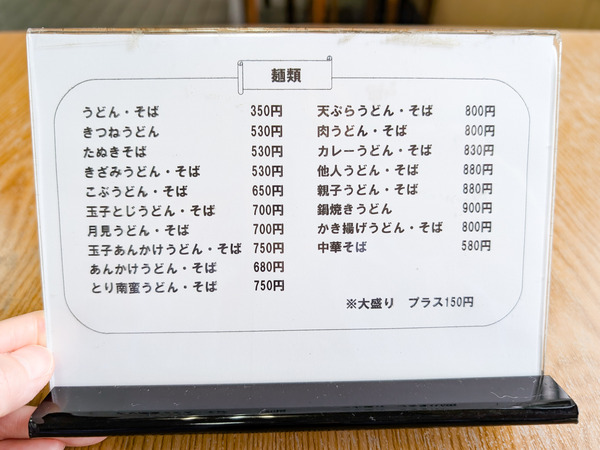 麺類
うどん・そば 350円
きつねうどん 530円
たぬきそば 530円
きざみうどん・そば 530円
こぶうどん・そば 650円
玉子とじうどん・そば 700円
月見うどん・そば 700円
玉子あんかけうどん・そば 750円
あんかけうどん・そば 680円
とり南蛮うどん・そば 750円
天ぷらうどん・そば 800円
肉うどん・そば 800円
カレーうどん・そば 830円
他人うどん・そば 880円
親子うどん・そば 880円
鍋焼きうどん 900円
かき揚げうどん・そば 800円
中華そば 580円
※大盛り プラス150円